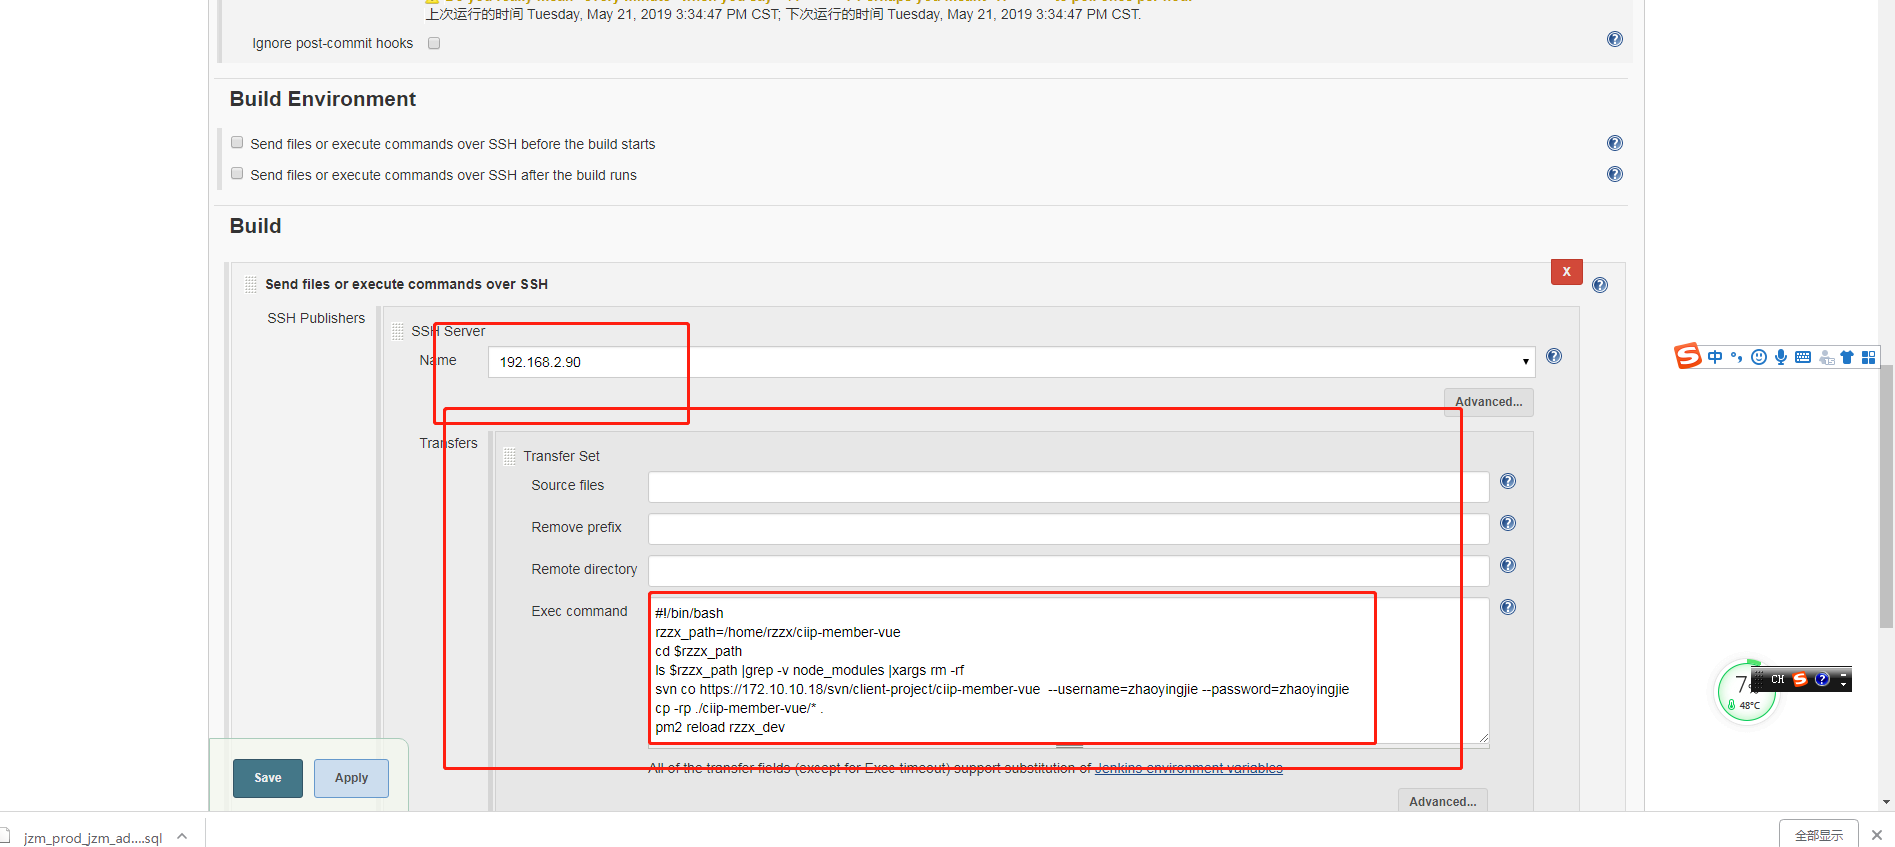 上次运行的时间 Tuesday, May 21, 2019 3:34:47 PM CST; 下次运行的时间 Tuesday, May 21, 2019 3:34:47 PM CST.
Ignore post-commit hooks
Build Environment
Send files or execute commands over SSH before the build starts
Send files or execute commands over SSH after the build runs
Build
X
Send files or execute commands over SSH
SSH Publishers
SSH Server
Name
192.168.2.90
Advanced...
Transfers
Transfer Set
Source files
Remove prefix
Remote directory
Exec command
#!/bin/bash
rzzx_path=/home/rzzx/ciip-member-vue
cd $rzzx_path
ls $rzzx_path |grep -v node_modules |xargs rm -rf
svn co https://172.10.10.18/svn/client-project/ciip-member-vue  --username=zhaoyingjie --password=zhaoyingjie
cp -rp ./ciip-member-vue/* .
pm2 reload rzzx_dev
All of the transfer fields (except for Exec timeout) support substitution of Jenkins environment variables
Advanced...
Save
Apply
中
CH
48°C
jzm_prod_jzm_ad....sql
全部显示